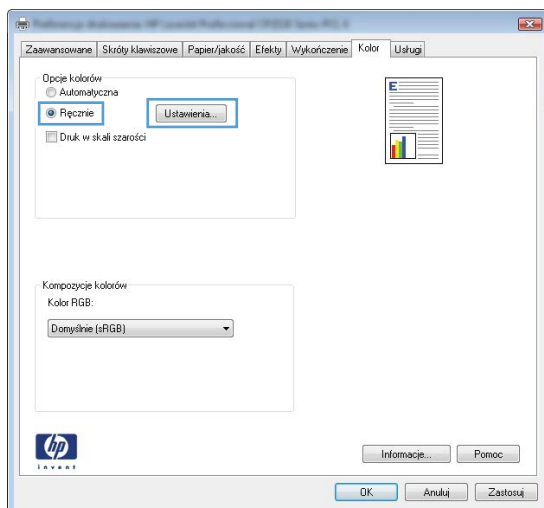 Zaawansowane Skróty klawiszowe Papier/jakość Efekty Wykończenie Kolor Usługi
Opcje kolorów
Automatyczna
Ręcznie Ustawienia...
Druk w skali szarości
E
Kompozycje kolorów
Kolor RGB:
Domyślnie (sRGB)
hp
invent
Informacje... Pomoc
OK Anuluj Zastosuj